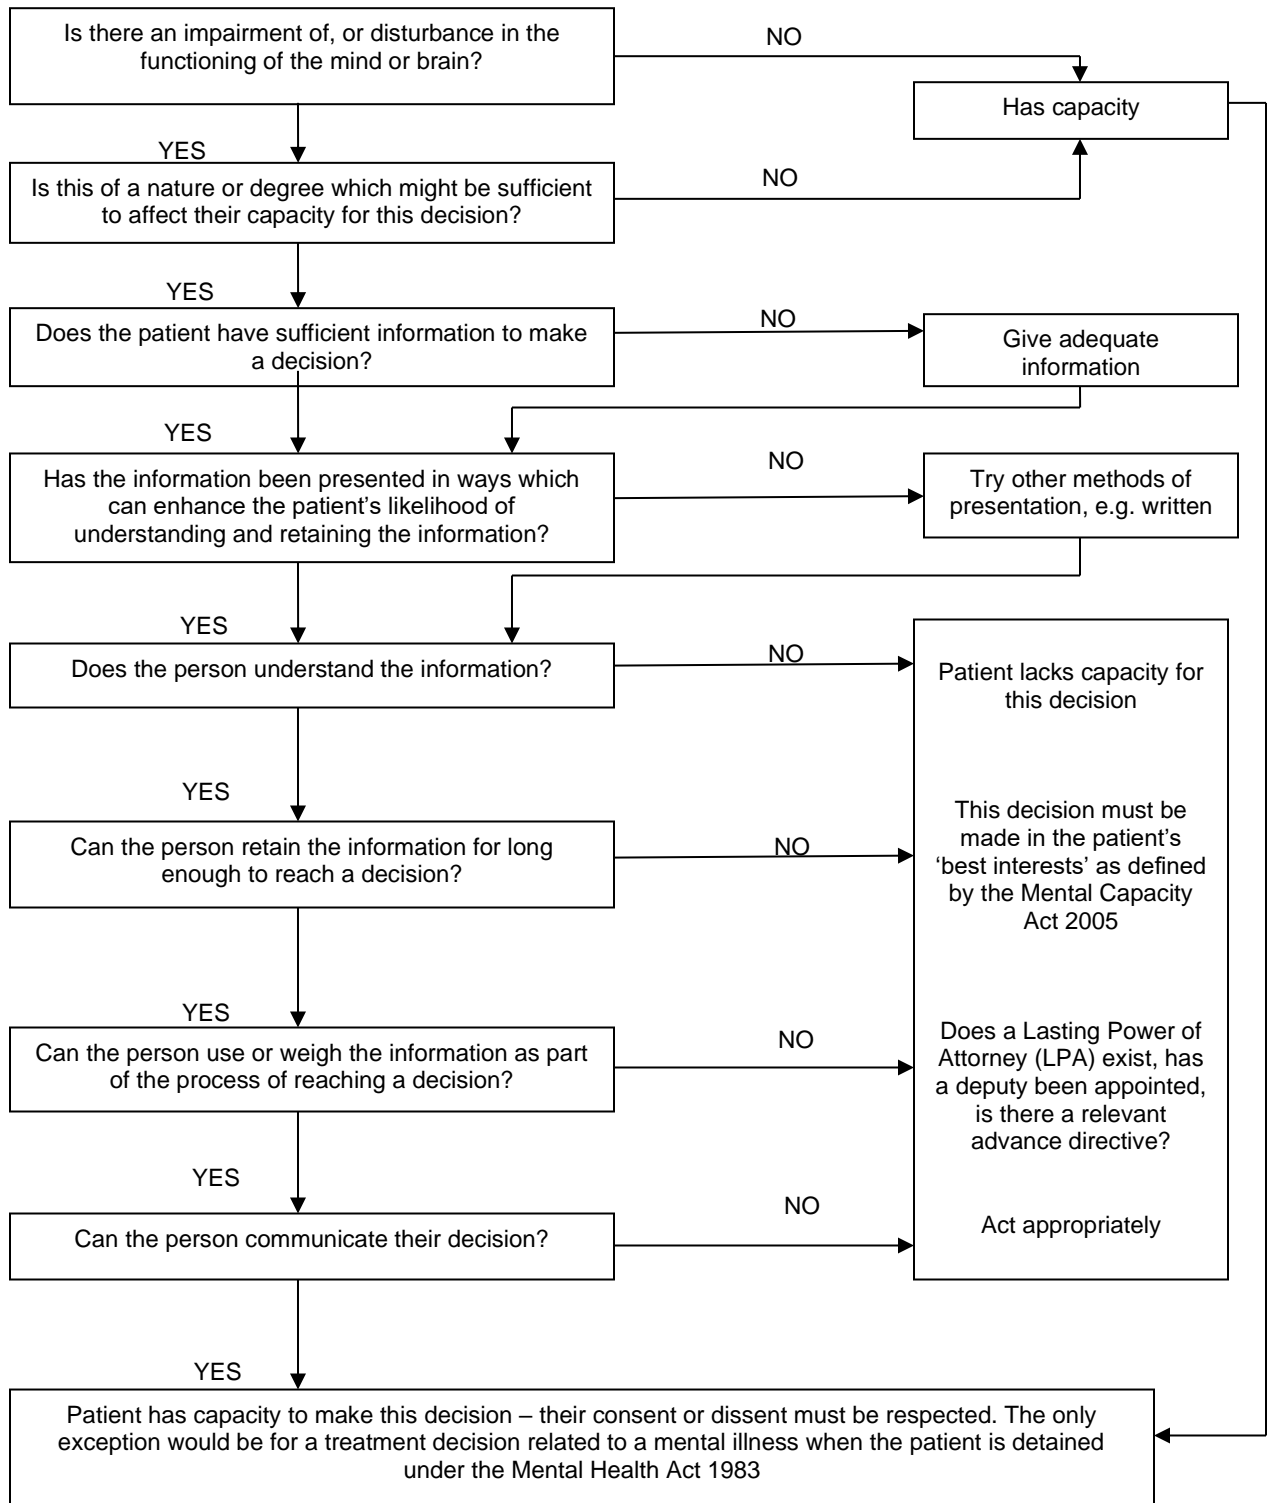 Is there an impairment of, or disturbance in the
functioning of the mind or brain?
NO
Has capacity
YES
Is this of a nature or degree which might be sufficient
to affect their capacity for this decision?
NO
YES
Does the patient have sufficient information to make
a decision?
NO
Give adequate
information
YES
Has the information been presented in ways which
can enhance the patient’s likelihood of
understanding and retaining the information?
NO
Try other methods of
presentation, e.g. written
YES
Does the person understand the information?
NO
Patient lacks capacity for
this decision
This decision must be
made in the patient’s
‘best interests’ as defined
by the Mental Capacity
Act 2005
Does a Lasting Power of
Attorney (LPA) exist, has
a deputy been appointed,
is there a relevant
advance directive?
Act appropriately
YES
Can the person retain the information for long
enough to reach a decision?
NO
YES
Can the person use or weigh the information as part
of the process of reaching a decision?
NO
YES
Can the person communicate their decision?
NO
YES
Patient has capacity to make this decision – their consent or dissent must be respected. The only
exception would be for a treatment decision related to a mental illness when the patient is detained
under the Mental Health Act 1983